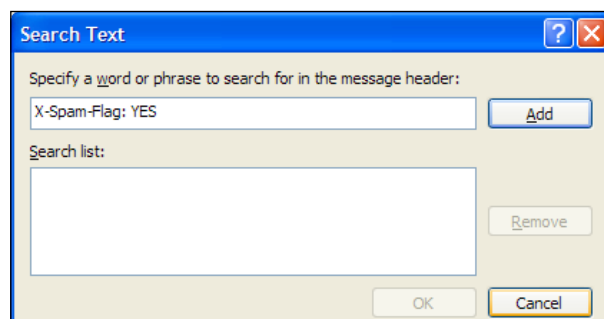 Search Text
Specify a word or phrase to search for in the message header:
X-Spam-Flag: YES
Add
Search list:
Remove
OK
Cancel